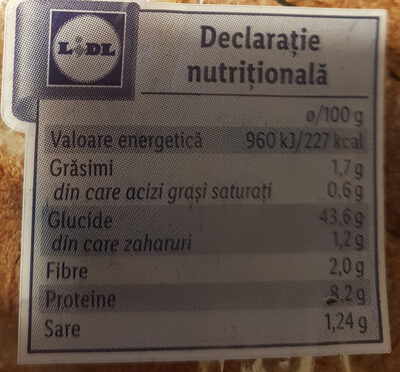 LIDL
Declarație
nutrițională
ø/100 g
Valoare energetică 960 kJ/227 kcal
Grăsimi 1,7 g
din care acizi grași saturați 0,6 g
Glucide 43,6 g
din care zaharuri 1,2 g
Fibre 2,0 g
Proteine 8,2 g
Sare 1,24 g